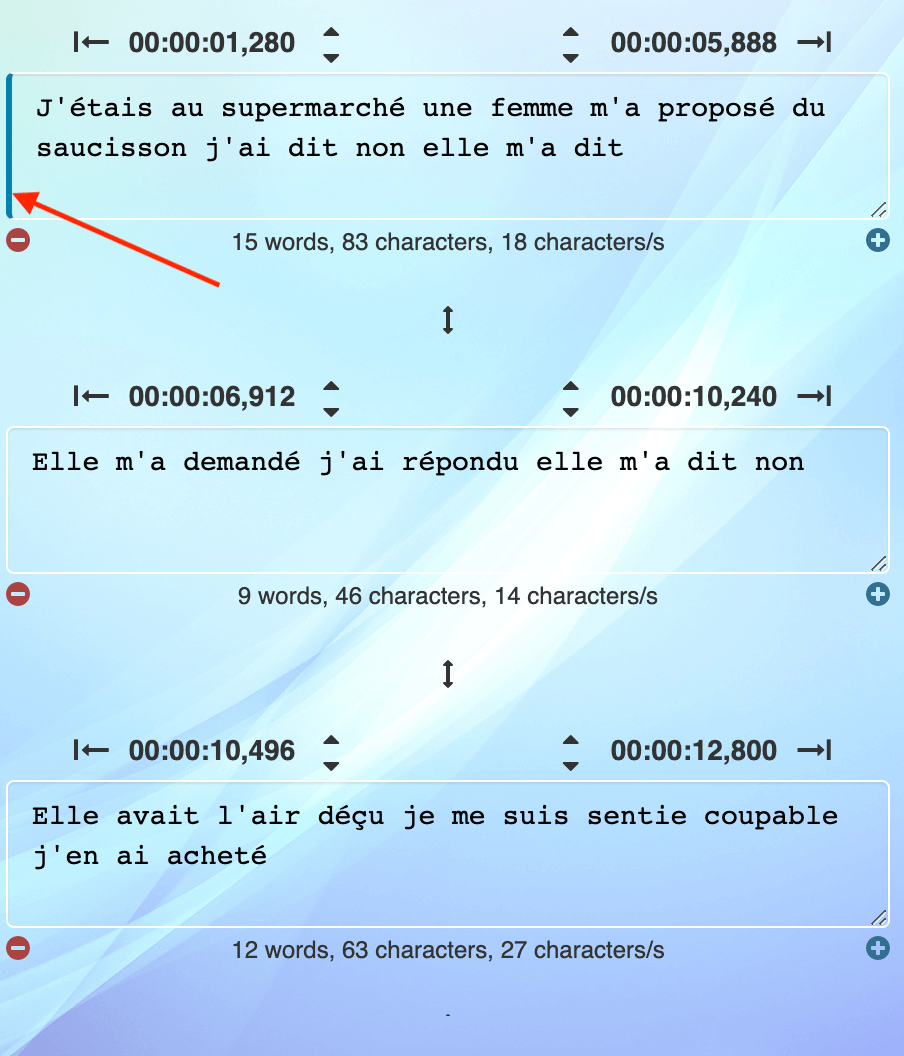 00:00:01,280 00:00:05,888
J'étais au supermarché une femme m'a proposé du
saucisson j'ai dit non elle m'a dit
15 words, 83 characters, 18 characters/s
00:00:06,912 00:00:10,240
Elle m'a demandé j'ai répondu elle m'a dit non
9 words, 46 characters, 14 characters/s
00:00:10,496 00:00:12,800
Elle avait l'air déçu je me suis sentie coupable
j'en ai acheté
12 words, 63 characters, 27 characters/s